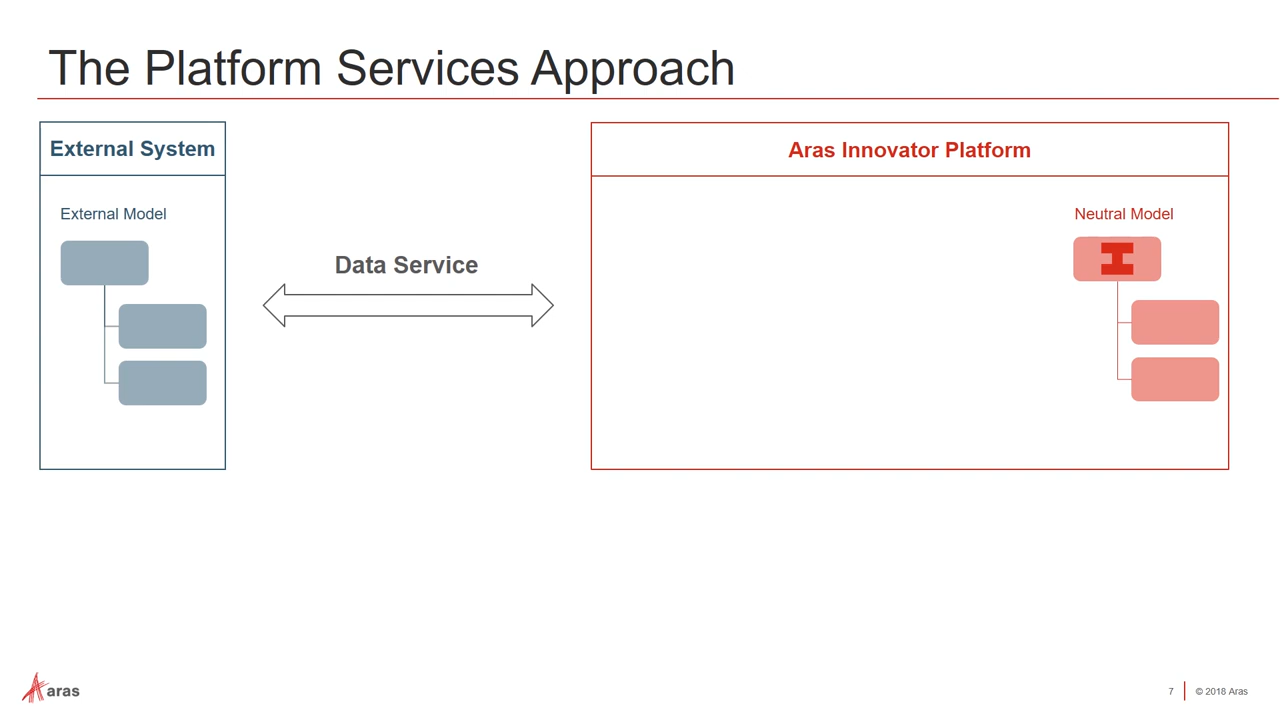 The Platform Services Approach
External System
Aras Innovator Platform
External Model
Neutral Model
Data Service
aras
7
© 2018 Aras